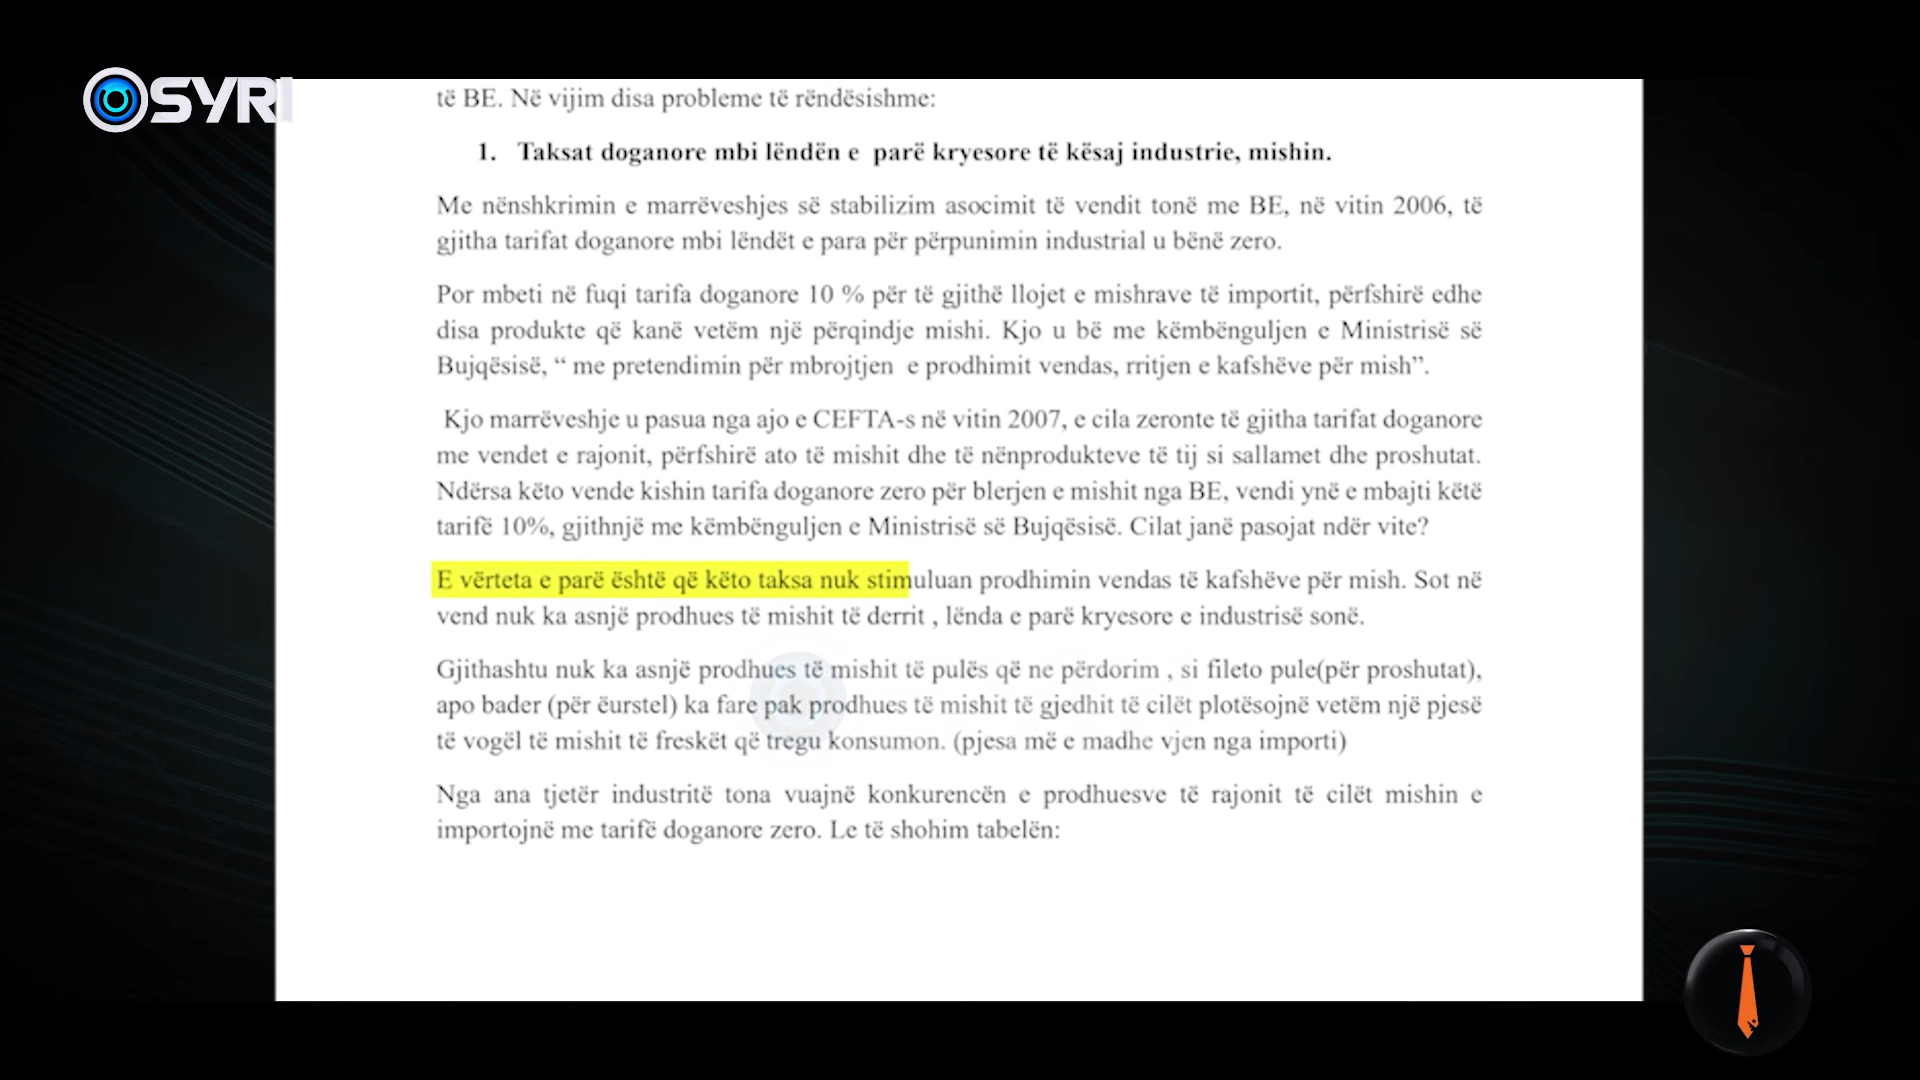 SYRI
të BE. Në vijim disa probleme të rëndësishme:
1. Taksat doganore mbi lëndën e parë kryesore të kësaj industrie, mishin.
Me nënshkrimin e marrëveshjes së stabilizim asocimit të vendit tonë me BE, në vitin 2006, të
gjitha tarifat doganore mbi lëndët e para për përpunimin industrial u bënë zero.
Por mbeti në fuqi tarifa doganore 10 % për të gjithë llojet e mishrave të importit, përfshirë edhe
disa produkte që kanë vetëm një përqindje mishi. Kjo u bë me këmbënguljen e Ministrisë së
Bujqësisë, “ me pretendimin për mbrojtjen e prodhimit vendas, rritjen e kafshëve për mish”.
Kjo marrëveshje u pasua nga ajo e CEFTA-s në vitin 2007, e cila zeronte të gjitha tarifat doganore
me vendet e rajonit, përfshirë ato të mishit dhe të nënprodukteve të tij si sallamet dhe proshutat.
Ndërsa këto vende kishin tarifa doganore zero për blerjen e mishit nga BE, vendi ynë e mbajti këtë
tarifë 10%, gjithnjë me këmbënguljen e Ministrisë së Bujqësisë. Cilat janë pasojat ndër vite?
E vërteta e parë është që këto taksa nuk stimuluan prodhimin vendas të kafshëve për mish. Sot në
vend nuk ka asnjë prodhues të mishit të derrit , lënda e parë kryesore e industrisë sonë.
Gjithashtu nuk ka asnjë prodhues të mishit të pulës që ne përdorim , si fileto pule(për proshutat),
apo bader (për ëurstel) ka fare pak prodhues të mishit të gjedhit të cilët plotësojnë vetëm një pjesë
të vogël të mishit të freskët që tregu konsumon. (pjesa më e madhe vjen nga importi)
Nga ana tjetër industritë tona vuajnë konkurencën e prodhuesve të rajonit të cilët mishin e
importojnë me tarifë doganore zero. Le të shohim tabelën: